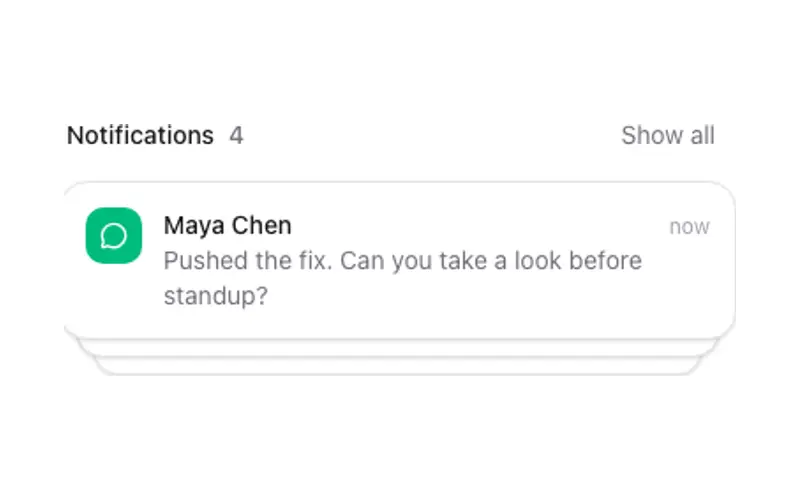 Notifications 4
Show all
Maya Chen
now
Pushed the fix. Can you take a look before
standup?